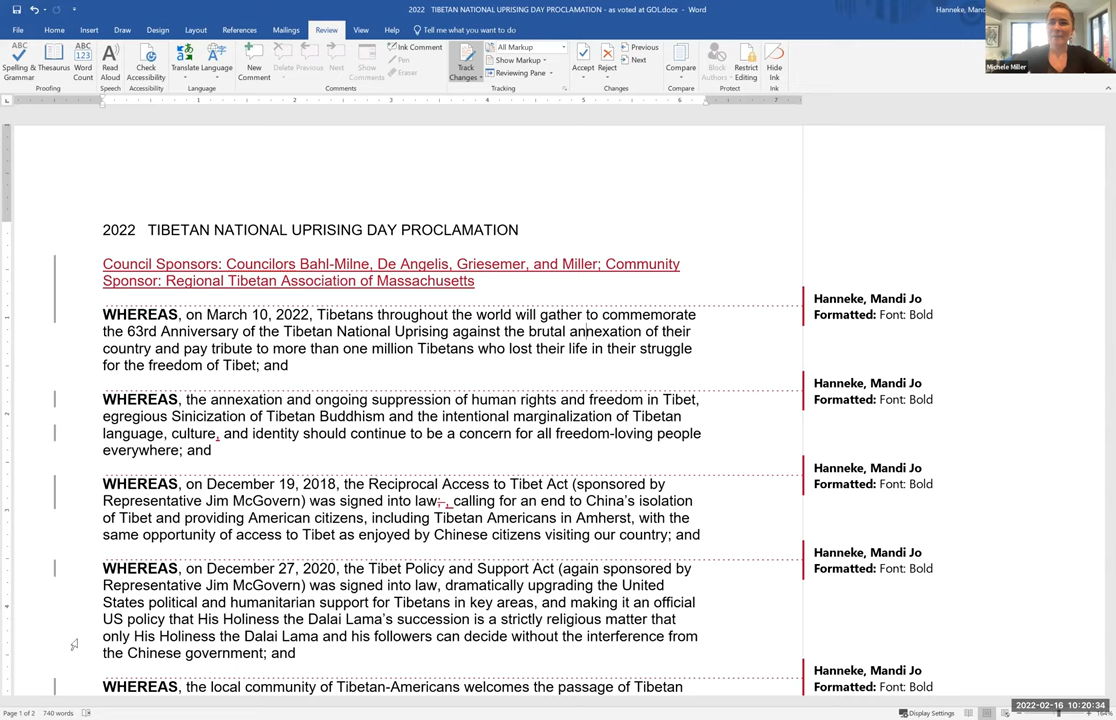 2022 TIBETAN NATIONAL UPRISING DAY PROCLAMATION - as voted at GOL.docx - Word
Hanneke, Mandi
Michele Miller
File Home Insert Draw Design Layout References Mailings Review View Help Tell me what you want to do
Spelling & Grammar
Thesaurus
Word Count
Proofing
Read Aloud
Speech
Check Accessibility
Accessibility
Translate
Language
Language
New Comment
Delete
Previous
Next
Show Comments
Ink Comment
Pen
Eraser
Comments
Track Changes
All Markup
Show Markup
Reviewing Pane
Tracking
Accept
Reject
Previous
Next
Changes
Compare
Compare
Block Authors
Restrict Editing
Protect
Hide Ink
Ink
2022 TIBETAN NATIONAL UPRISING DAY PROCLAMATION
Council Sponsors: Councilors Bahl-Milne, De Angelis, Griesemer, and Miller; Community
Sponsor: Regional Tibetan Association of Massachusetts
WHEREAS, on March 10, 2022, Tibetans throughout the world will gather to commemorate
the 63rd Anniversary of the Tibetan National Uprising against the brutal annexation of their
country and pay tribute to more than one million Tibetans who lost their life in their struggle
for the freedom of Tibet; and
WHEREAS, the annexation and ongoing suppression of human rights and freedom in Tibet,
egregious Sinicization of Tibetan Buddhism and the intentional marginalization of Tibetan
language, culture, and identity should continue to be a concern for all freedom-loving people
everywhere; and
WHEREAS, on December 19, 2018, the Reciprocal Access to Tibet Act (sponsored by
Representative Jim McGovern) was signed into law; , calling for an end to China's isolation
of Tibet and providing American citizens, including Tibetan Americans in Amherst, with the
same opportunity of access to Tibet as enjoyed by Chinese citizens visiting our country; and
WHEREAS, on December 27, 2020, the Tibet Policy and Support Act (again sponsored by
Representative Jim McGovern) was signed into law, dramatically upgrading the United
States political and humanitarian support for Tibetans in key areas, and making it an official
US policy that His Holiness the Dalai Lama's succession is a strictly religious matter that
only His Holiness the Dalai Lama and his followers can decide without the interference from
the Chinese government; and
WHEREAS, the local community of Tibetan-Americans welcomes the passage of Tibetan
Hanneke, Mandi Jo
Formatted: Font: Bold
Hanneke, Mandi Jo
Formatted: Font: Bold
Hanneke, Mandi Jo
Formatted: Font: Bold
Hanneke, Mandi Jo
Formatted: Font: Bold
Hanneke, Mandi Jo
Formatted: Font: Bold
Page 1 of 2 740 words
Display Settings
2022-02-16 10:20:34